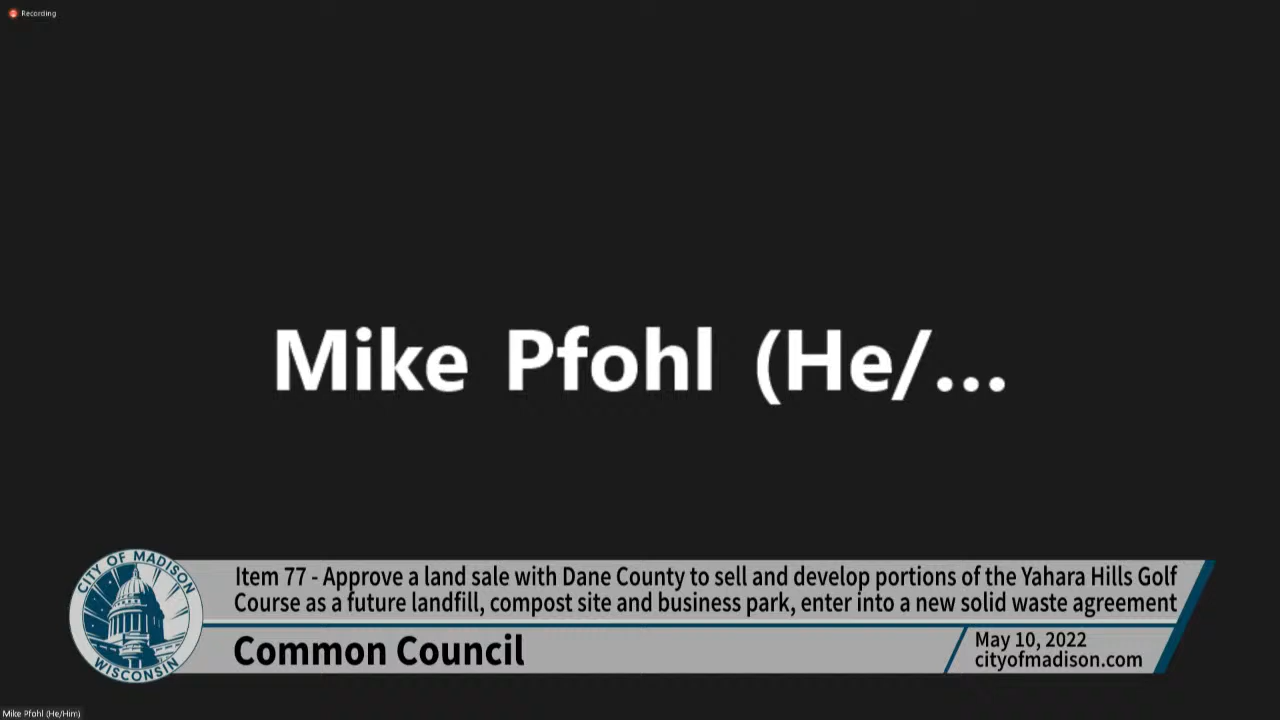 Recording
Mike Pfohl (He/...
CITY OF MADISON
WISCONSIN
Item 77 - Approve a land sale with Dane County to sell and develop portions of the Yahara Hills Golf
Course as a future landfill, compost site and business park, enter into a new solid waste agreement
Common Council
May 10, 2022
cityofmadison.com
Mike Pfohl (He/Him)